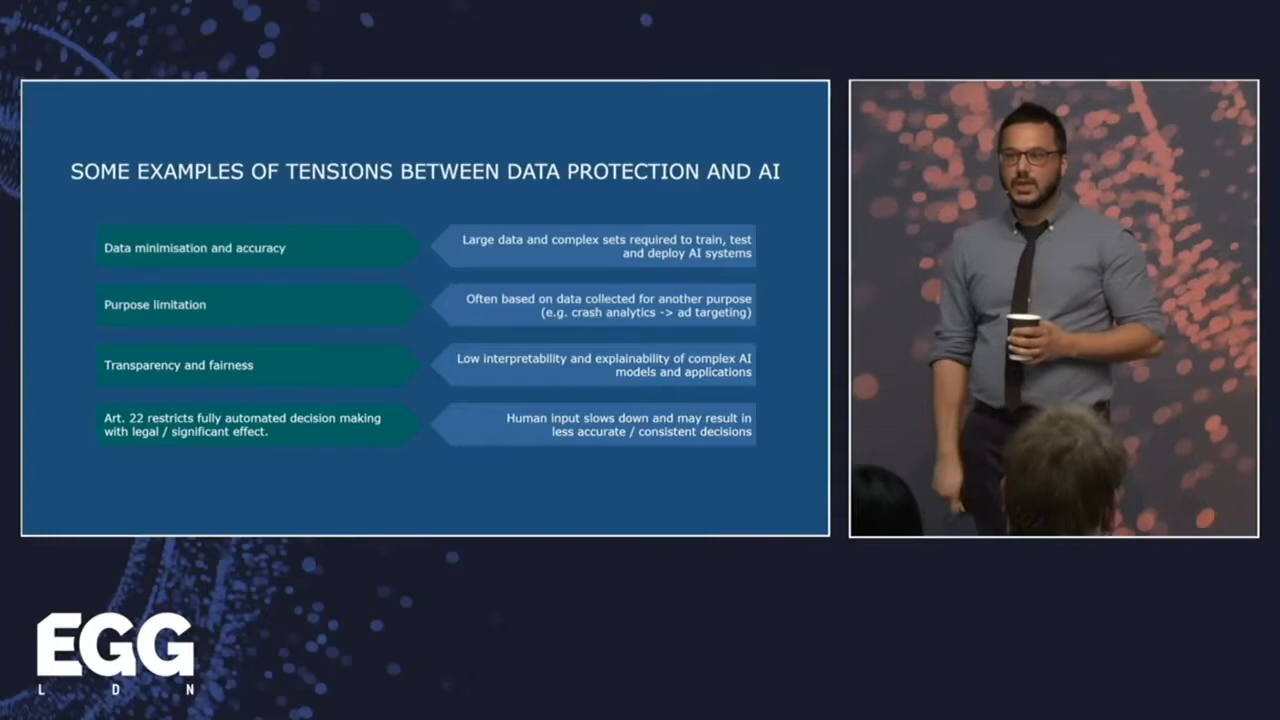 SOME EXAMPLES OF TENSIONS BETWEEN DATA PROTECTION AND AI
Data minimisation and accuracy
Large data and complex sets required to train, test
and deploy AI systems
Purpose limitation
Often based on data collected for another purpose
(e.g. crash analytics -> ad targeting)
Transparency and fairness
Low interpretability and explainability of complex AI
models and applications
Art. 22 restricts fully automated decision making
with legal / significant effect.
Human input slows down and may result in
less accurate / consistent decisions
EGG
L D N